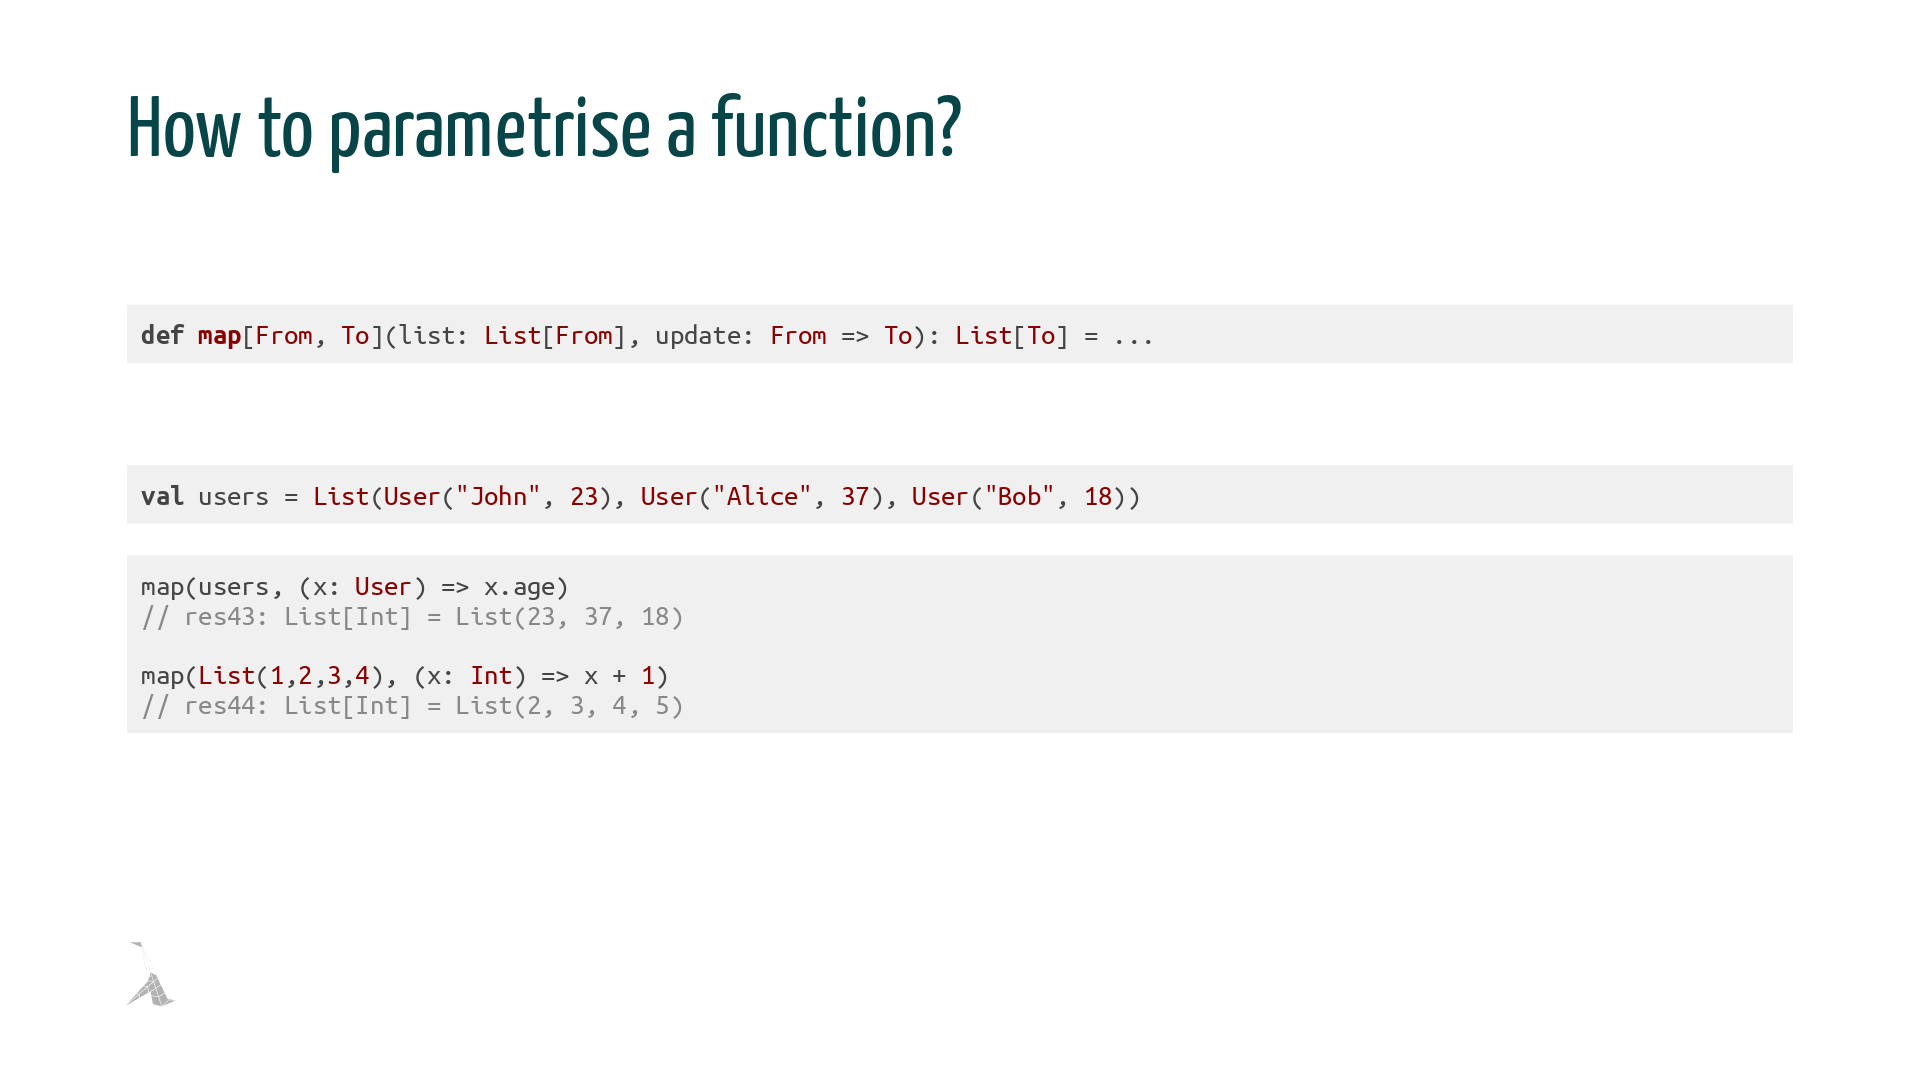 How to parametrise a function?
def map[From, To](list: List[From], update: From => To): List[To] = ...
val users = List(User("John", 23), User("Alice", 37), User("Bob", 18))
map(users, (x: User) => x.age)
// res43: List[Int] = List(23, 37, 18)
map(List(1,2,3,4), (x: Int) => x + 1)
// res44: List[Int] = List(2, 3, 4, 5)